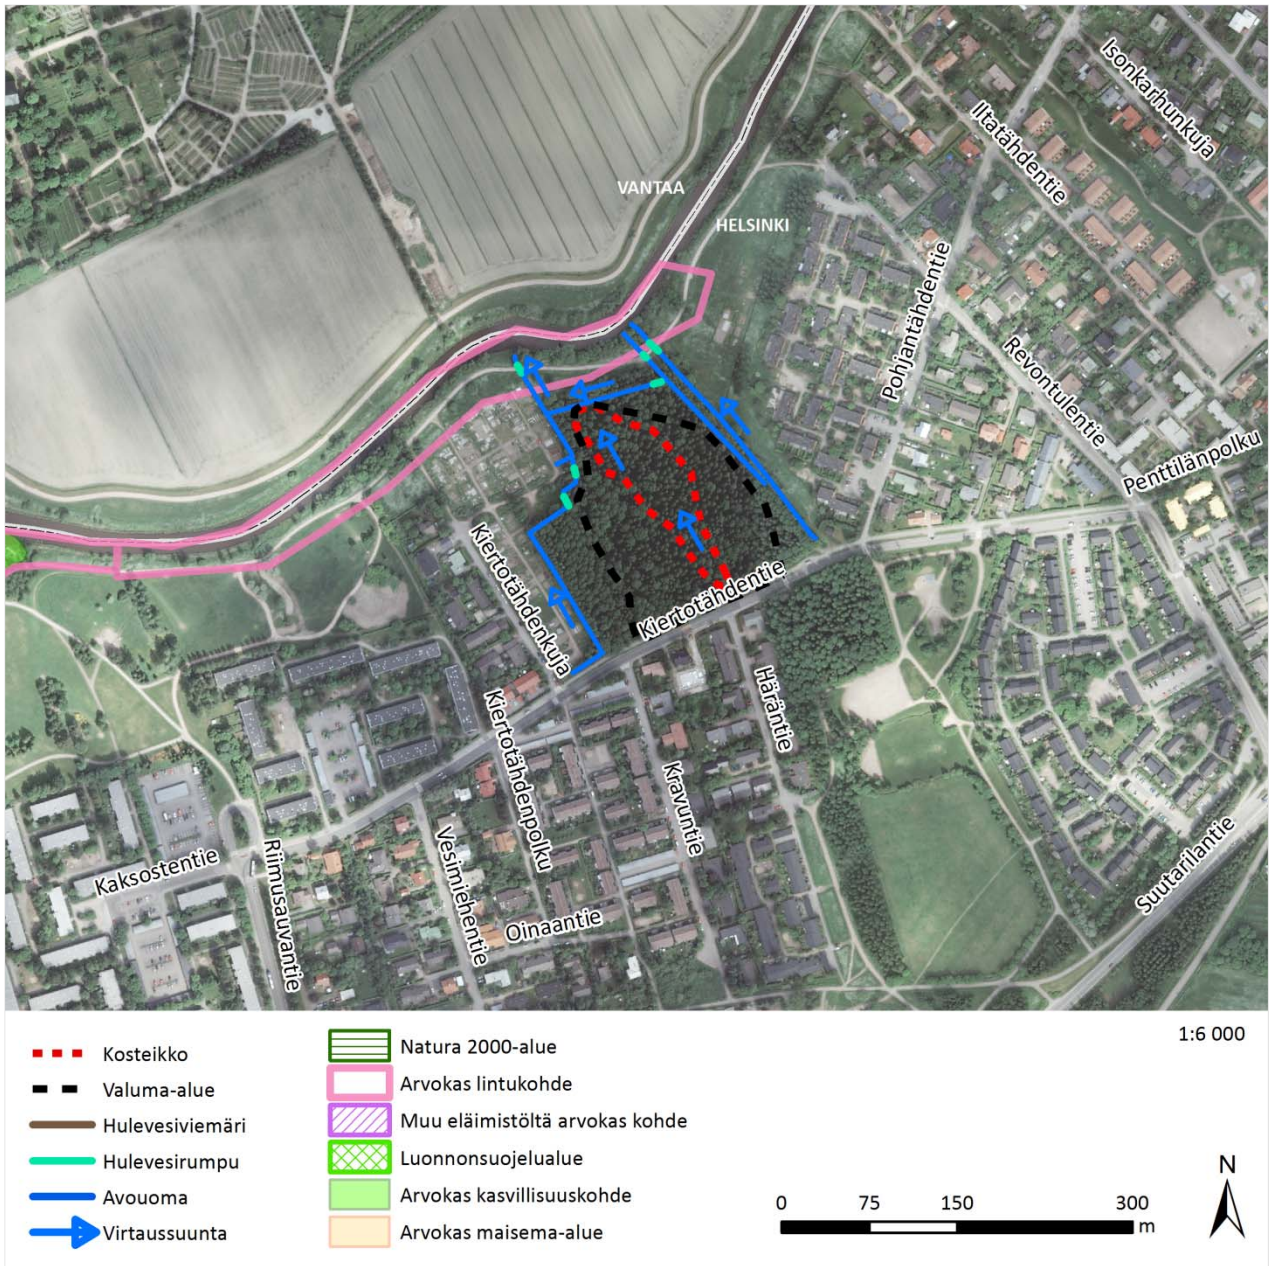 Isonkarhunkuja
Iltatähdentie
VANTAA
HELSINKI
Pohjantähdentie
Revontulentie
Penttilänpolku
Kiertotähdenkuja
Kiertotähdentie
Häräntie
Kiertotähdenpolku
Kravuntie
Vesimiehentie
Kaksostentie
Riimusauvantie
Oinaantie
Suutarilantie
1:6 000
Kosteikko
Valuma-alue
Hulevesiviemäri
Hulevesirumpu
Avouoma
Virtaussuunta
Natura 2000-alue
Arvokas lintukohde
Muu eläimistöltä arvokas kohde
Luonnonsuojelualue
Arvokas kasvillisuuskohde
Arvokas maisema-alue
0 75 150 300
m
N